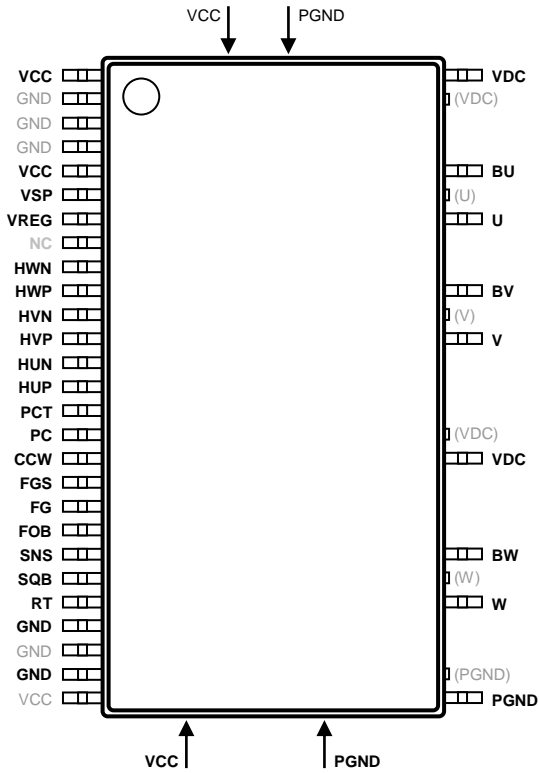 VCC PGND
VCC VDC
GND (VDC)
GND
GND
VCC BU
VSP (U)
VREG U
NC
HWN
HWP BV
HVN (V)
HVP V
HUN
HUP
PCT
PC (VDC)
CCW VDC
FGS
FG
FOB
SNS BW
SQB (W)
RT W
GND
GND
GND (PGND)
VCC PGND
VCC PGND